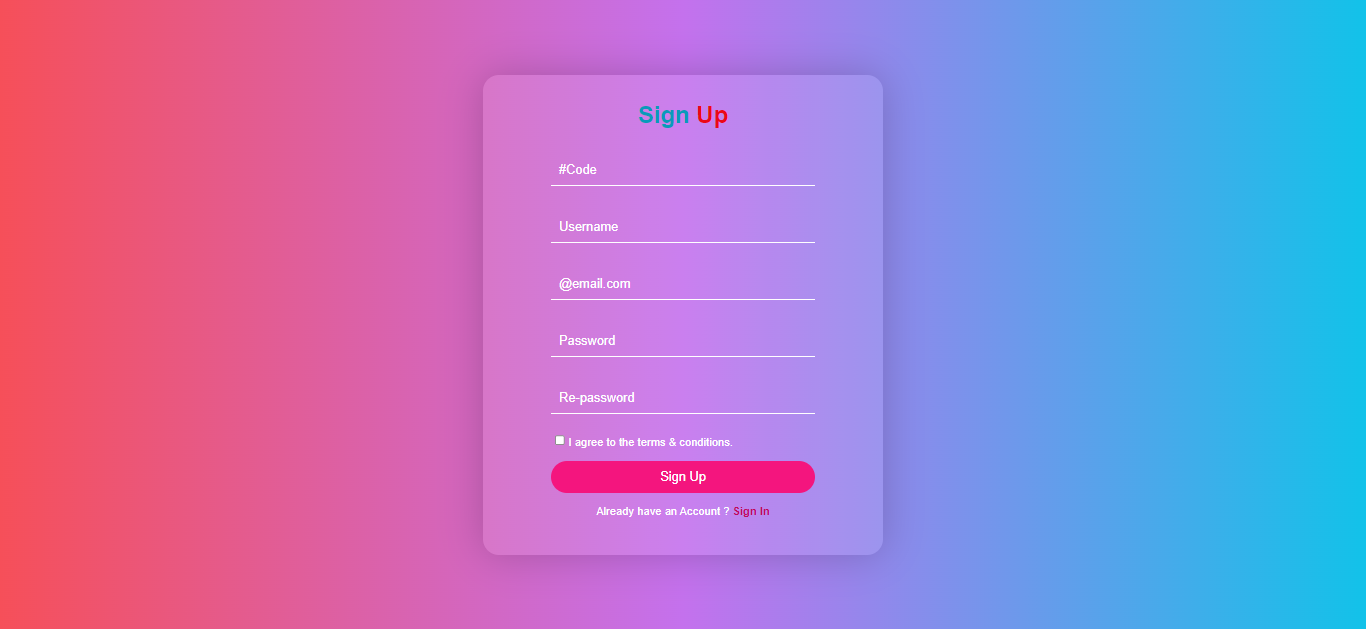 Sign Up
#Code
Username
@email.com
Password
Re-password
I agree to the terms & conditions.
Sign Up
Already have an Account ? Sign In